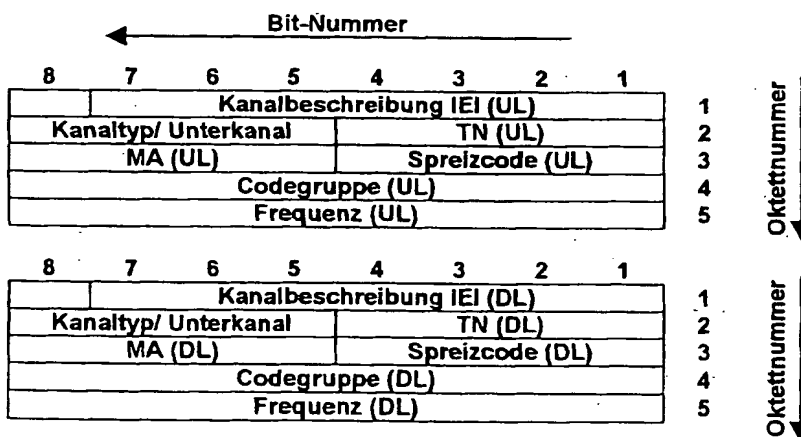 Bit-Nummer
8 7 6 5 4 3 2 1
Kanalbeschreibung IEI (UL) 1
Kanaltyp/ Unterkanal TN (UL) 2
MA (UL) Spreizcode (UL) 3
Codegruppe (UL) 4
Frequenz (UL) 5
Oktettnummer
8 7 6 5 4 3 2 1
Kanalbeschreibung IEI (DL) 1
Kanaltyp/ Unterkanal TN (DL) 2
MA (DL) Spreizcode (DL) 3
Codegruppe (DL) 4
Frequenz (DL) 5
Oktettnummer